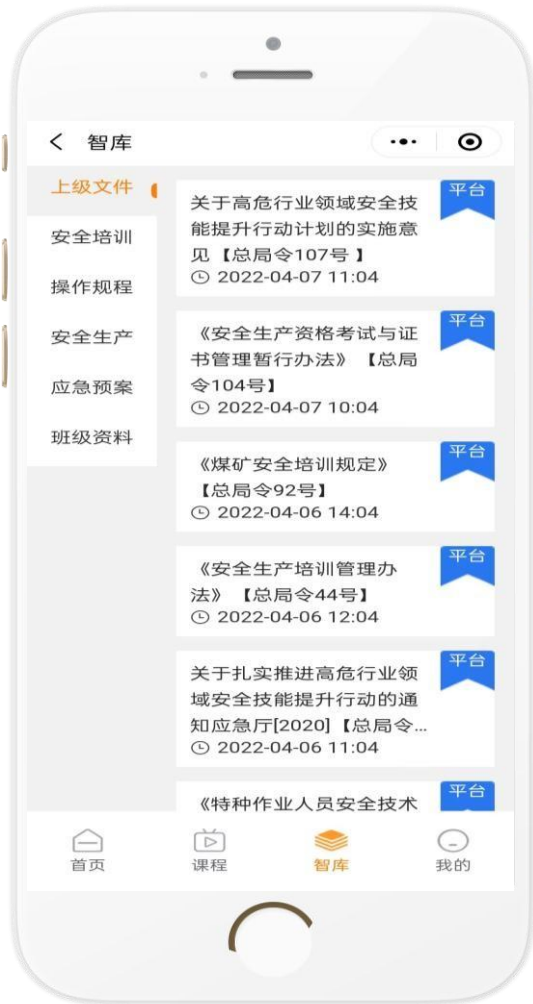 智库
上级文件
安全培训
操作规程
安全生产
应急预案
班级资料
关于高危行业领域安全技
能提升行动计划的实施意
见【总局令107号 】
2022-04-07 11:04
平台
《安全生产资格考试与证
书管理暂行办法》【总局
令104号】
2022-04-07 10:04
平台
《煤矿安全培训规定》
【总局令92号】
2022-04-06 14:04
平台
《安全生产培训管理办
法》【总局令44号】
2022-04-06 12:04
平台
关于扎实推进高危行业领
域安全技能提升行动的通
知应急厅[2020]【总局令...
2022-04-06 11:04
平台
《特种作业人员安全技术
平台
首页
课程
智库
我的